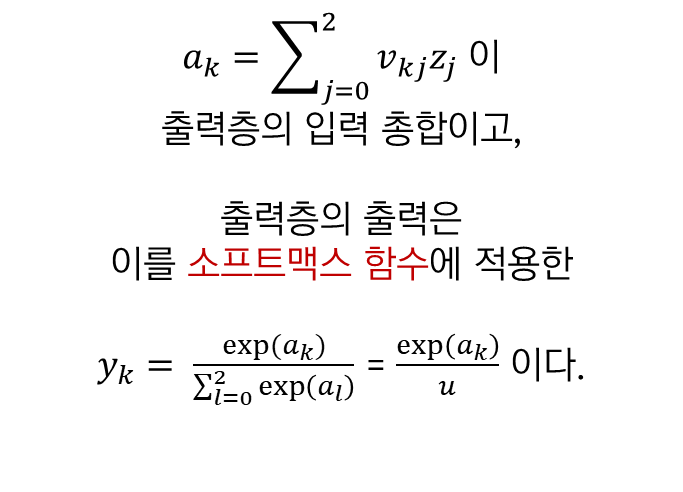 a_k = ∑_{j=0}^{2} v_{kj} z_j 이
출력층의 입력 총합이고,
출력층의 출력은
이를 소프트맥스 함수에 적용한
y_k = exp(a_k) / ∑_{l=0}^{2} exp(a_l) = exp(a_k) / u 이다.